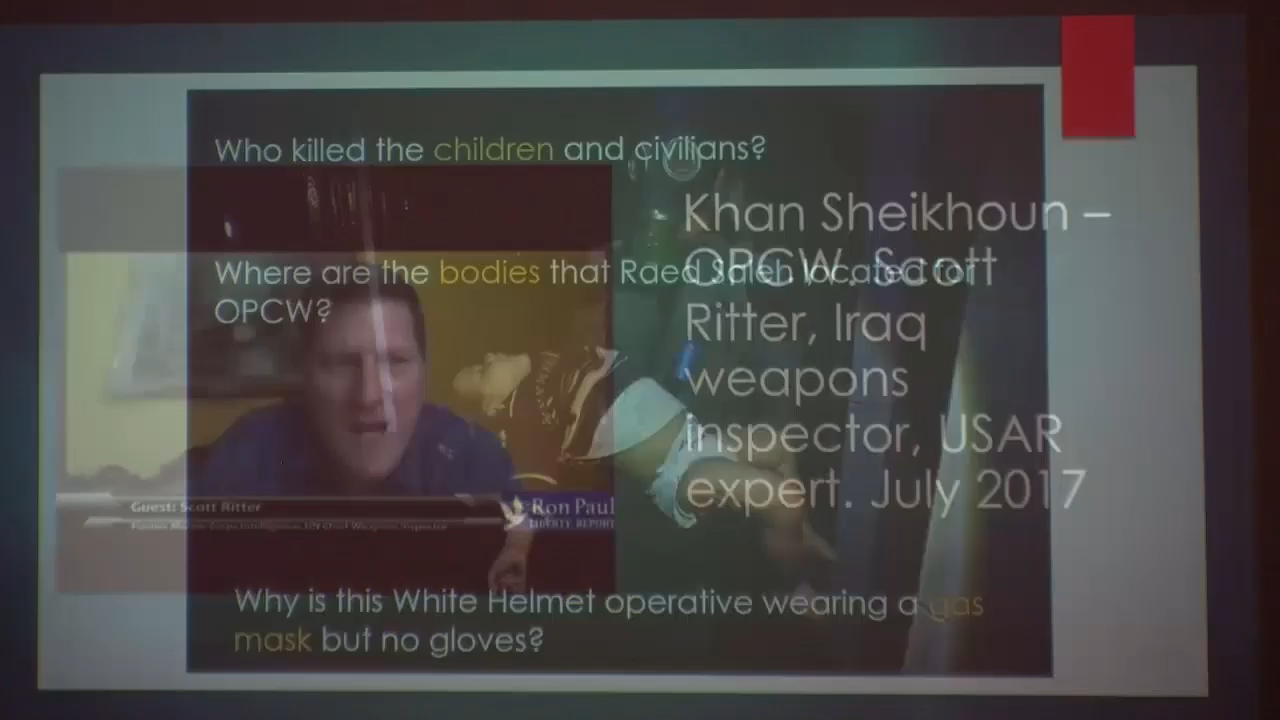 Who killed the children and civilians?
Khan Sheikhoun –
Where are the bodies that Raed Saleh located for
OPCW?
OPCW. Scott
Ritter, Iraq
weapons
inspector, USAR
expert. July 2017
Guest: Scott Ritter
Ron Paul
LIBERTY REPORT
Why is this White Helmet operative wearing a gas
mask but no gloves?